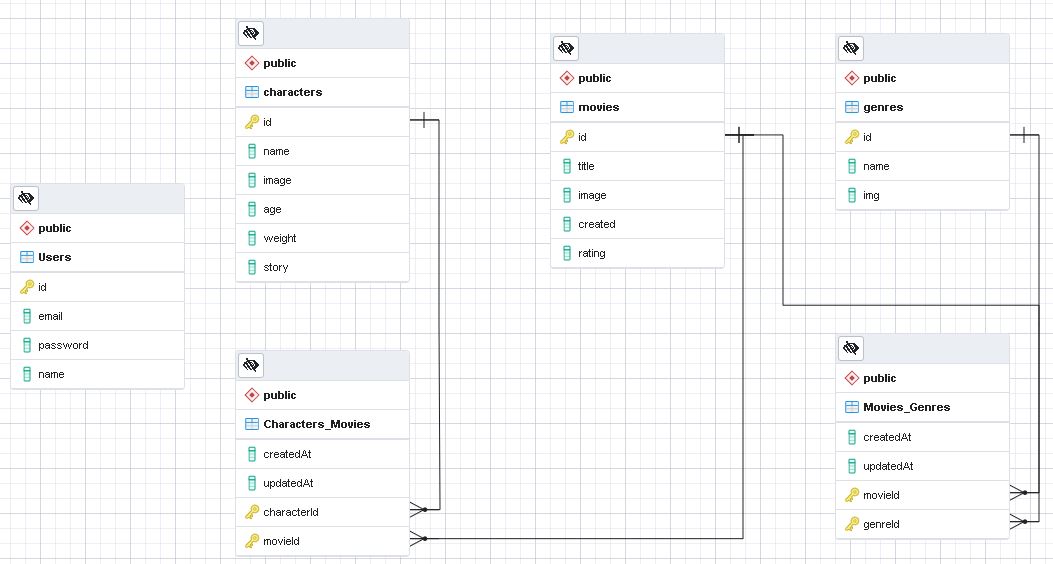 public
characters
id
name
image
age
weight
story
public
movies
id
title
image
created
rating
public
genres
id
name
img
public
Users
id
email
password
name
public
Characters_Movies
createdAt
updatedAt
characterId
movieId
public
Movies_Genres
createdAt
updatedAt
movieId
genreId